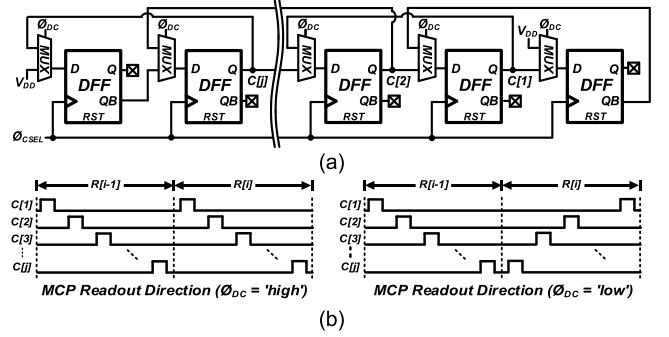 ØDC ØDC ØDC ØDC ØDC
MUX MUX MUX MUX MUX
VDD D Q DFF QB RST
D Q DFF QB RST C[j]
D Q DFF QB RST C[2]
D Q DFF QB RST C[1]
VDD D Q DFF QB RST
ØCSEL
(a)
R[i-1] R[i] R[i-1] R[i]
C[1] C[1]
C[2] C[2]
C[3] C[3]
C[j] C[j]
MCP Readout Direction (ØDC = 'high') MCP Readout Direction (ØDC = 'low')
(b)